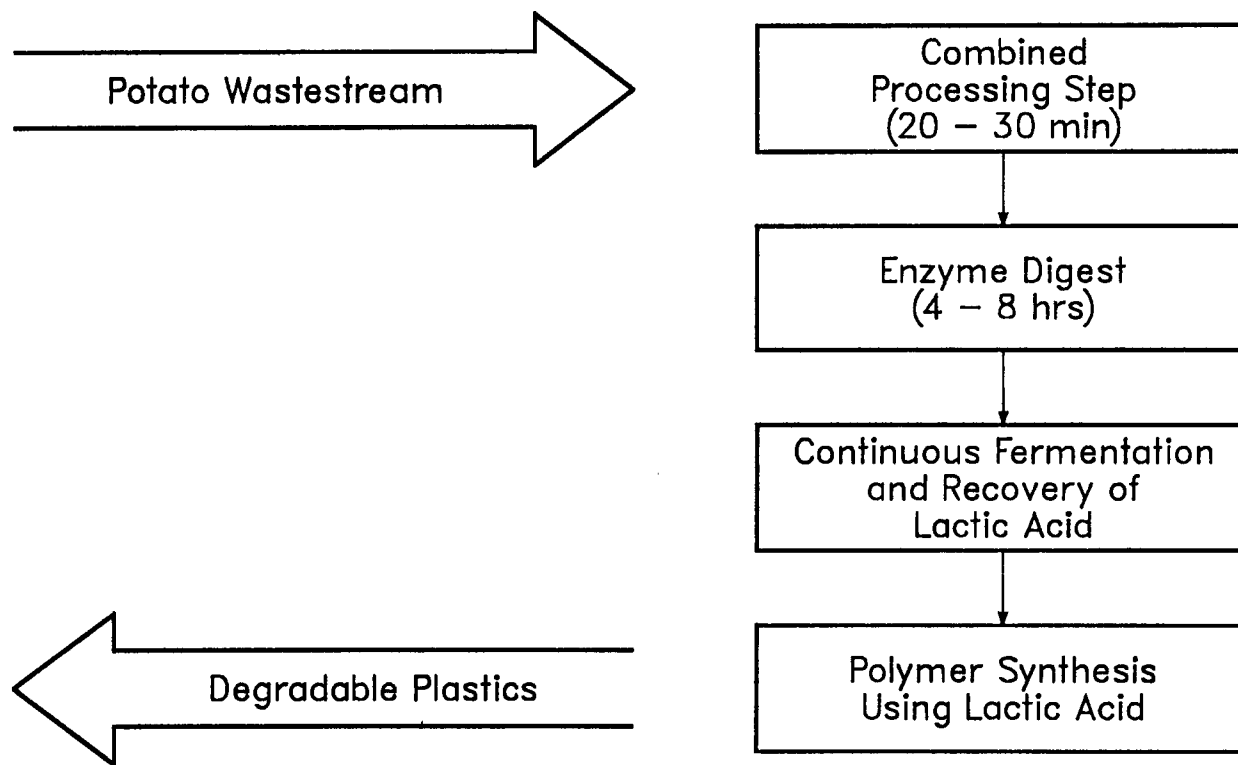 Potato Wastestream
Combined
Processing Step
(20 – 30 min)
Enzyme Digest
(4 – 8 hrs)
Continuous Fermentation
and Recovery of
Lactic Acid
Polymer Synthesis
Using Lactic Acid
Degradable Plastics